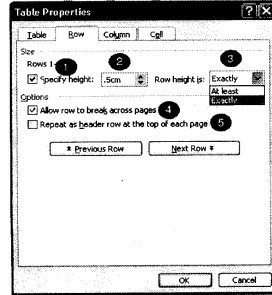 Table Properties
Table Row Column Cell
Size
Rows 1-
1 2 3
Specify height: .5cm Row height is: Exactly
At least
Exactly
Options
Allow row to break across pages 4
Repeat as header row at the top of each page 5
Previous Row Next Row
OK Cancel